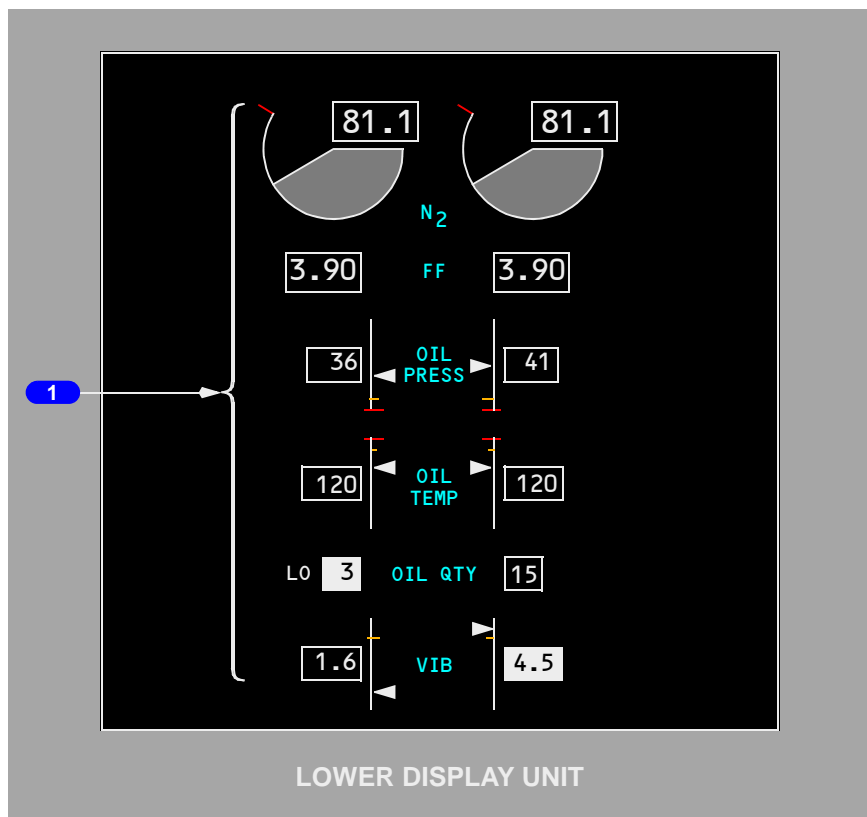 81.1 81.1
N2
3.90 FF 3.90
36 OIL PRESS 41
1
120 OIL TEMP 120
LO 3 OIL QTY 15
1.6 VIB 4.5
LOWER DISPLAY UNIT